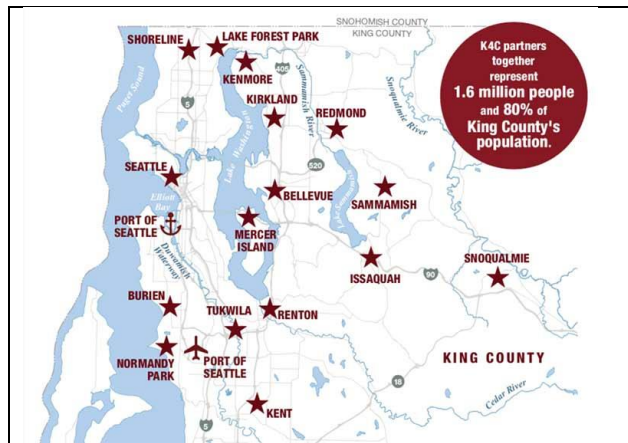 SNOHOMISH COUNTY
KING COUNTY
SHORELINE
LAKE FOREST PARK
KENMORE
405
Sammamish River
Snoqualmie River
K4C partners
together
represent
1.6 million people
and 80% of
King County's
population.
Puget Sound
5
KIRKLAND
REDMOND
Lake Washington
520
SEATTLE
Elliott
Bay
BELLEVUE
Lake Sammamish
SAMMAMISH
PORT OF
SEATTLE
MERCER
ISLAND
Duwamish
Waterway
ISSAQUAH
90
SNOQUALMIE
BURIEN
TUKWILA
RENTON
NORMANDY
PARK
PORT OF
SEATTLE
KING COUNTY
18
Cedar River
KENT
5